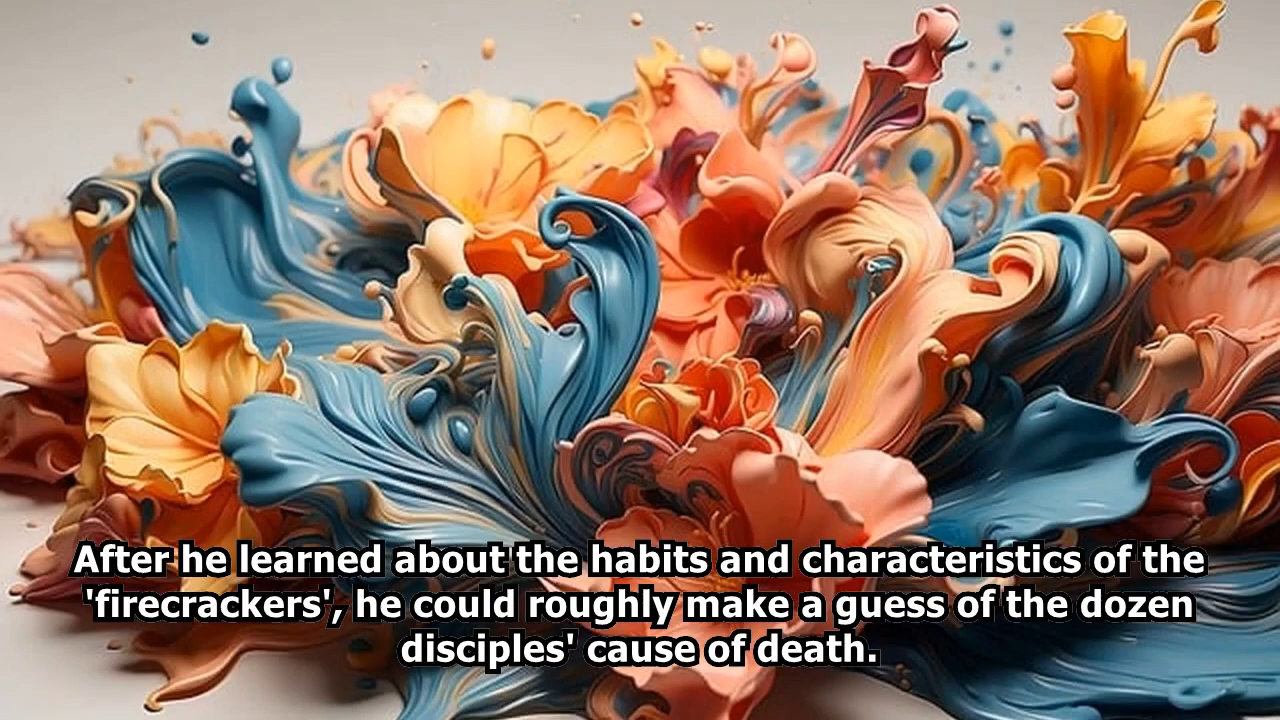 After he learned about the habits and characteristics of the
'firecrackers', he could roughly make a guess of the dozen
disciples' cause of death.